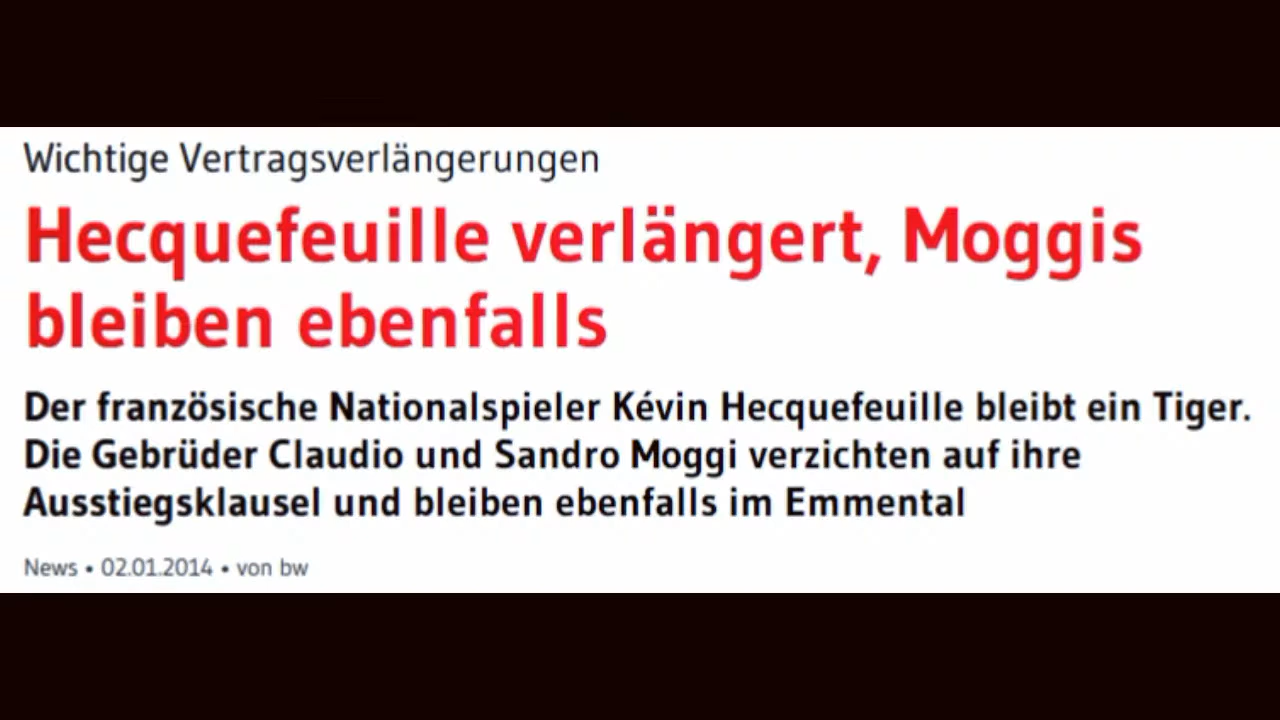 Wichtige Vertragsverlängerungen
Hecquefeuille verlängert, Moggis
bleiben ebenfalls
Der französische Nationalspieler Kévin Hecquefeuille bleibt ein Tiger.
Die Gebrüder Claudio und Sandro Moggi verzichten auf ihre
Ausstiegsklausel und bleiben ebenfalls im Emmental
News • 02.01.2014 • von bw